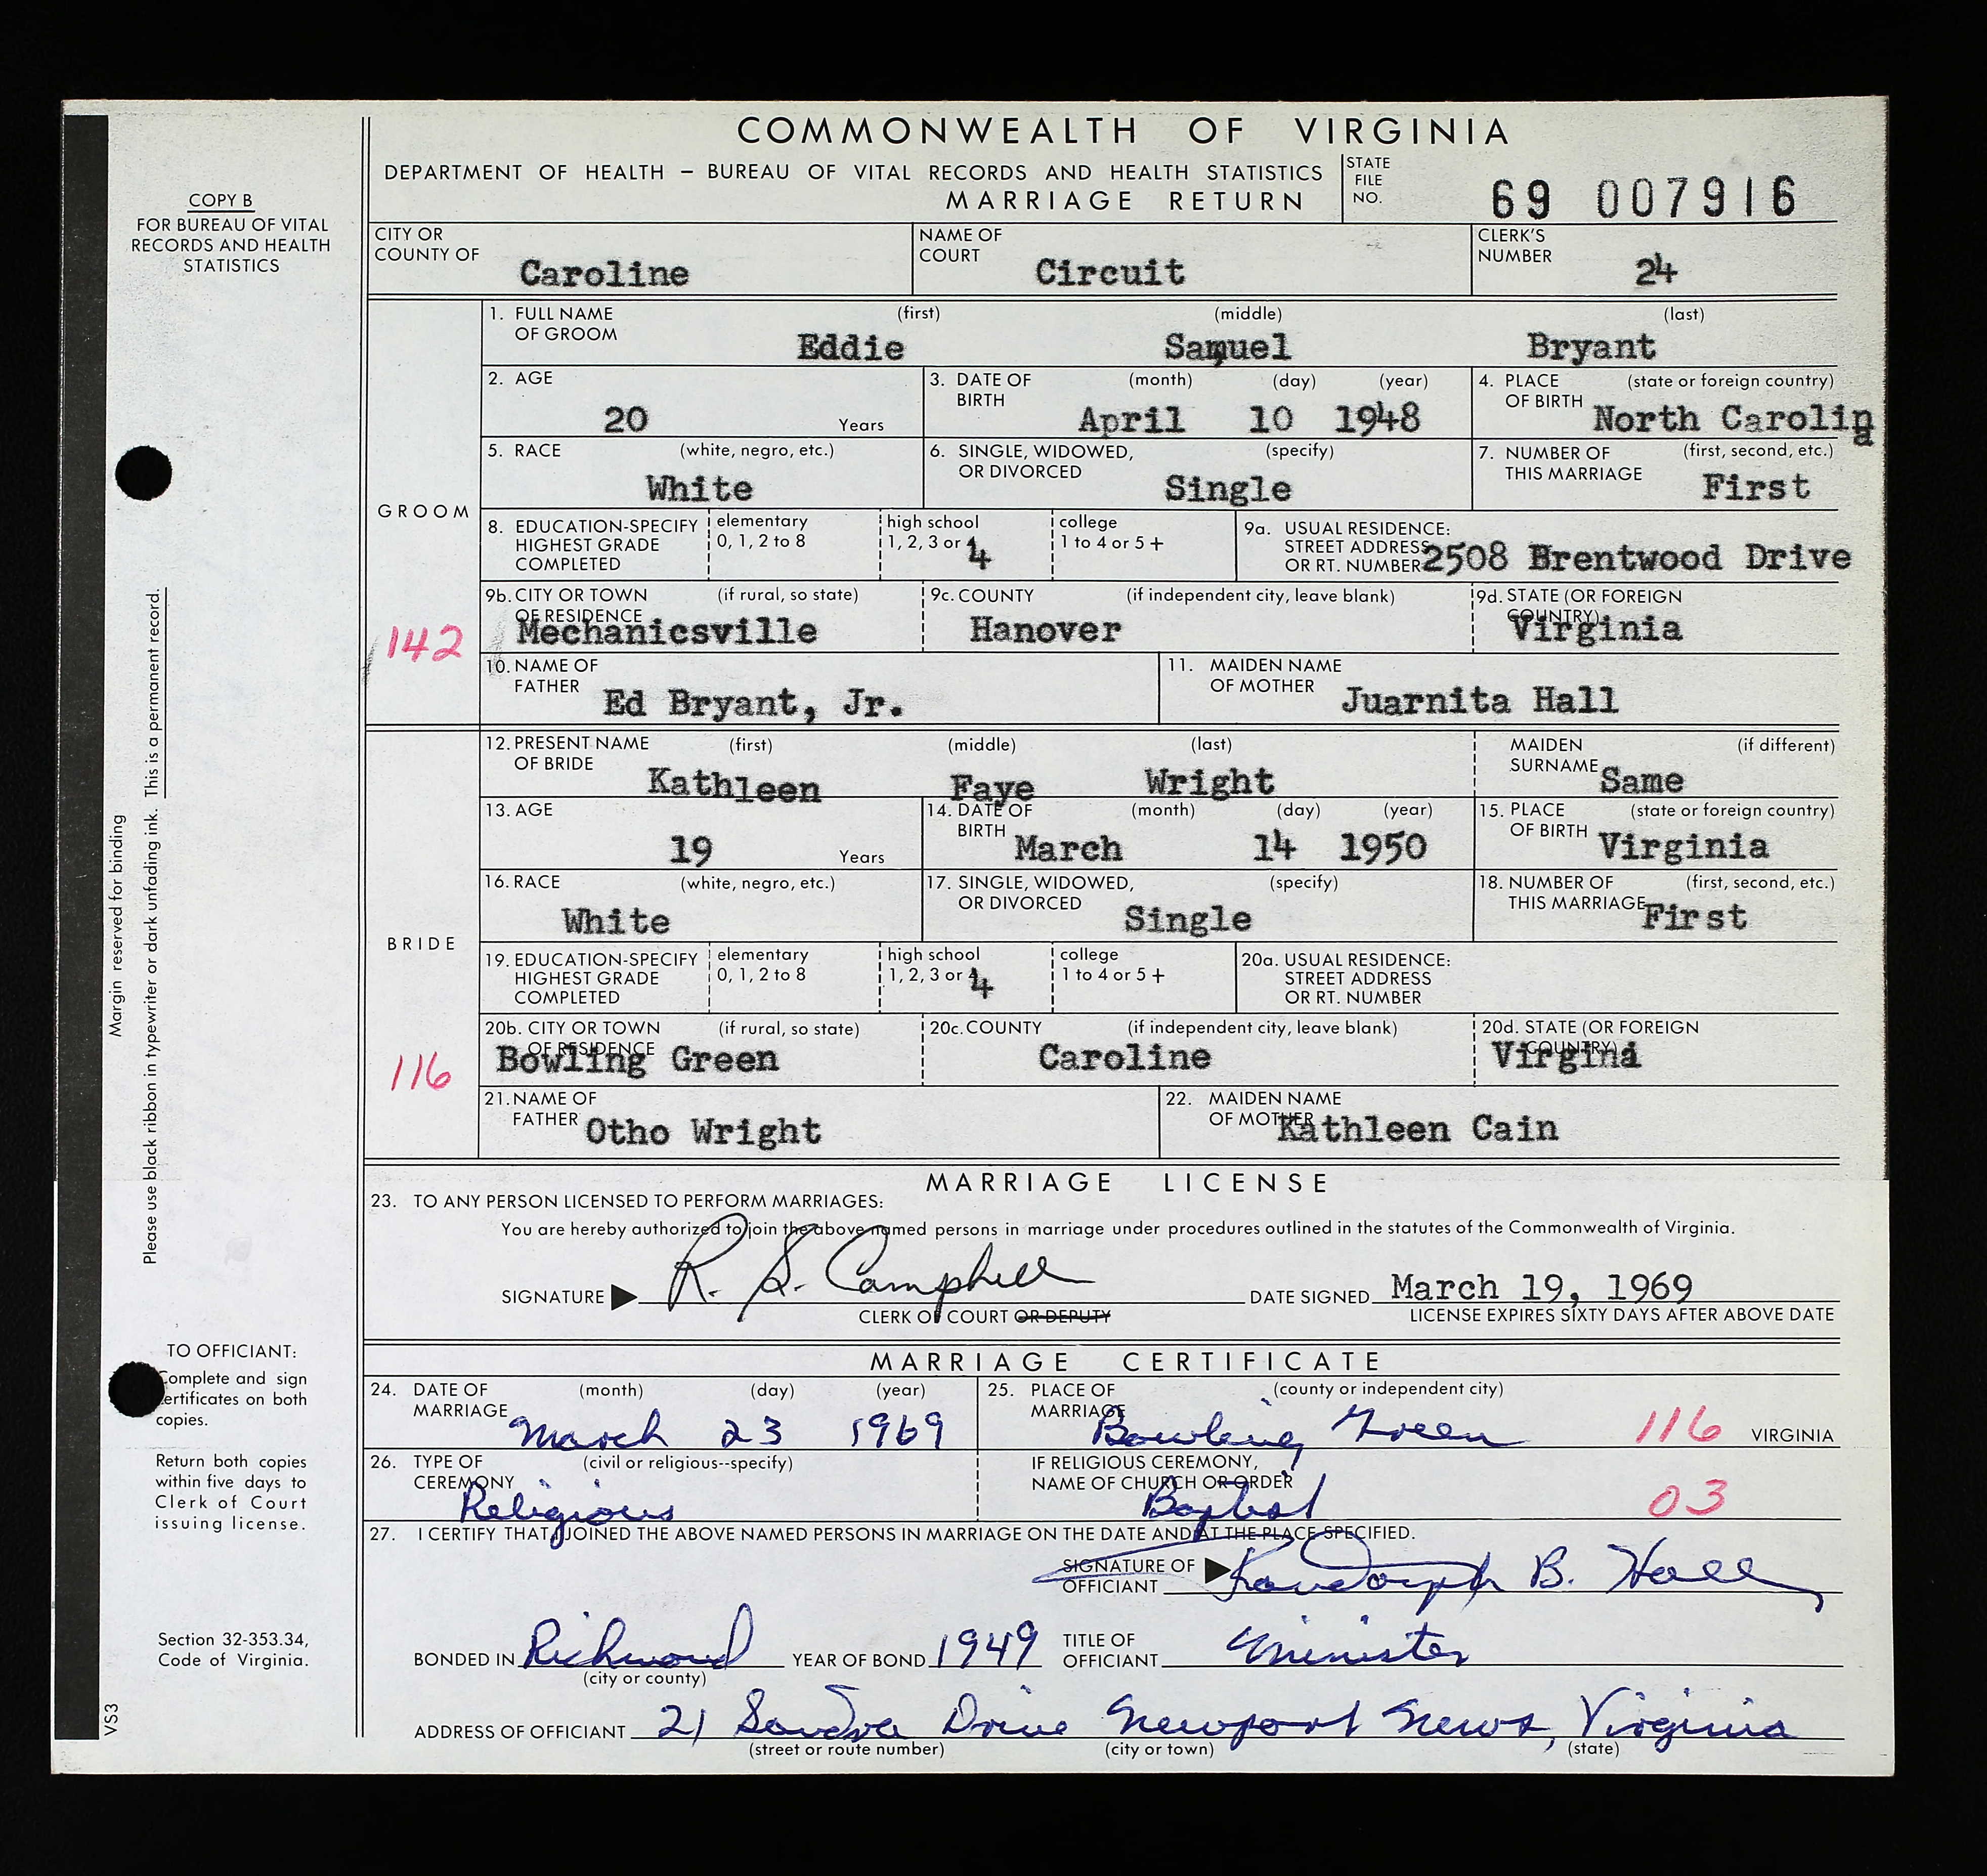 COMMONWEALTH OF VIRGINIA
DEPARTMENT OF HEALTH – BUREAU OF VITAL RECORDS AND HEALTH STATISTICS
MARRIAGE RETURN
STATE FILE NO. 69 007916
COPY B
FOR BUREAU OF VITAL
RECORDS AND HEALTH
STATISTICS
CITY OR COUNTY OF Caroline NAME OF COURT Circuit CLERK'S NUMBER 24
GROOM
142
1. FULL NAME OF GROOM (first) Eddie (middle) Samuel (last) Bryant
2. AGE 20 Years 3. DATE OF BIRTH (month) (day) (year) April 10 1948 4. PLACE OF BIRTH (state or foreign country) North Carolina
5. RACE (white, negro, etc.) White 6. SINGLE, WIDOWED, OR DIVORCED (specify) Single 7. NUMBER OF THIS MARRIAGE (first, second, etc.) First
8. EDUCATION-SPECIFY HIGHEST GRADE COMPLETED elementary 0, 1, 2 to 8 high school 1, 2, 3 or 4 college 1 to 4 or 5+ 9a. USUAL RESIDENCE: STREET ADDRESS OR RT. NUMBER 2508 Brentwood Drive
9b. CITY OR TOWN OF RESIDENCE (if rural, so state) Mechanicsville 9c. COUNTY (if independent city, leave blank) Hanover 9d. STATE (OR FOREIGN COUNTRY) Virginia
10. NAME OF FATHER Ed Bryant, Jr. 11. MAIDEN NAME OF MOTHER Juarnita Hall
BRIDE
116
12. PRESENT NAME OF BRIDE (first) Kathleen (middle) Faye (last) Wright MAIDEN SURNAME (if different) Same
13. AGE 19 Years 14. DATE OF BIRTH (month) (day) (year) March 14 1950 15. PLACE OF BIRTH (state or foreign country) Virginia
16. RACE (white, negro, etc.) White 17. SINGLE, WIDOWED, OR DIVORCED (specify) Single 18. NUMBER OF THIS MARRIAGE (first, second, etc.) First
19. EDUCATION-SPECIFY HIGHEST GRADE COMPLETED elementary 0, 1, 2 to 8 high school 1, 2, 3 or 4 college 1 to 4 or 5+ 20a. USUAL RESIDENCE: STREET ADDRESS OR RT. NUMBER
20b. CITY OR TOWN OF RESIDENCE (if rural, so state) Bowling Green 20c. COUNTY (if independent city, leave blank) Caroline 20d. STATE (OR FOREIGN COUNTRY) Virgina
21. NAME OF FATHER Otho Wright 22. MAIDEN NAME OF MOTHER Kathleen Cain
MARRIAGE LICENSE
23. TO ANY PERSON LICENSED TO PERFORM MARRIAGES:
You are hereby authorized to join the above named persons in marriage under procedures outlined in the statutes of the Commonwealth of Virginia.
SIGNATURE R. S. Campbell DATE SIGNED March 19, 1969
CLERK OF COURT OR DEPUTY LICENSE EXPIRES SIXTY DAYS AFTER ABOVE DATE
MARRIAGE CERTIFICATE
24. DATE OF MARRIAGE (month) (day) (year) March 23 1969 25. PLACE OF MARRIAGE (county or independent city) Bowling Green 116 VIRGINIA
26. TYPE OF CEREMONY (civil or religious--specify) Religious IF RELIGIOUS CEREMONY, NAME OF CHURCH OR ORDER Baptist 03
27. I CERTIFY THAT I JOINED THE ABOVE NAMED PERSONS IN MARRIAGE ON THE DATE AND AT THE PLACE SPECIFIED.
SIGNATURE OF OFFICIANT Randolph B. Hall
BONDED IN Richmond (city or county) YEAR OF BOND 1949 TITLE OF OFFICIANT Minister
ADDRESS OF OFFICIANT 21 Sandra Drive Newport News, Virginia
(street or route number) (city or town) (state)
Margin reserved for binding
Please use black ribbon in typewriter or dark unfading ink. This is a permanent record.
TO OFFICIANT:
Complete and sign
certificates on both
copies.
Return both copies
within five days to
Clerk of Court
issuing license.
Section 32-353.34,
Code of Virginia.
VS3